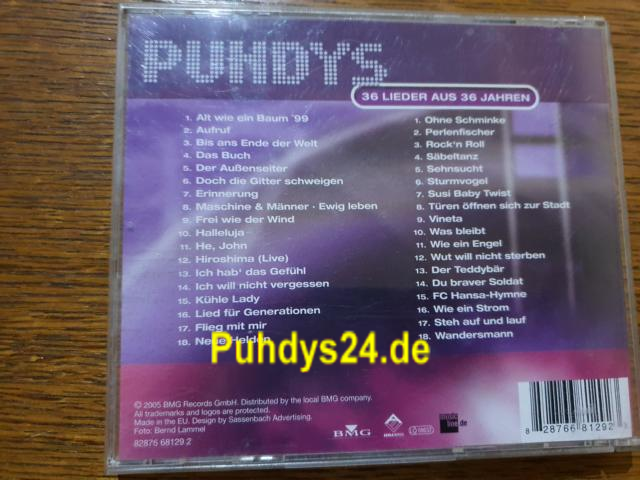 PUHDYS
36 LIEDER AUS 36 JAHREN
1. Alt wie ein Baum '99
2. Aufruf
3. Bis ans Ende der Welt
4. Das Buch
5. Der Außenseiter
6. Doch die Gitter schweigen
7. Erinnerung
8. Maschine & Männer · Ewig leben
9. Frei wie der Wind
10. Halleluja
11. He, John
12. Hiroshima (Live)
13. Ich hab' das Gefühl
14. Ich will nicht vergessen
15. Kühle Lady
16. Lied für Generationen
17. Flieg mit mir
18. Neue Helden
1. Ohne Schminke
2. Perlenfischer
3. Rock'n Roll
4. Säbeltanz
5. Sehnsucht
6. Sturmvogel
7. Susi Baby Twist
8. Türen öffnen sich zur Stadt
9. Vineta
10. Was bleibt
11. Wie ein Engel
12. Wut will nicht sterben
13. Der Teddybär
14. Du braver Soldat
15. FC Hansa-Hymne
16. Wie ein Strom
17. Steh auf und lauf
18. Wandersmann
Puhdys24.de
℗ 2005 BMG Records GmbH. Distributed by the local BMG company.
All trademarks and logos are protected.
Made in the EU. Design by Sassenbach Advertising.
Foto: Bernd Lammel
82876 68129 2
BMG
8 28766 81292